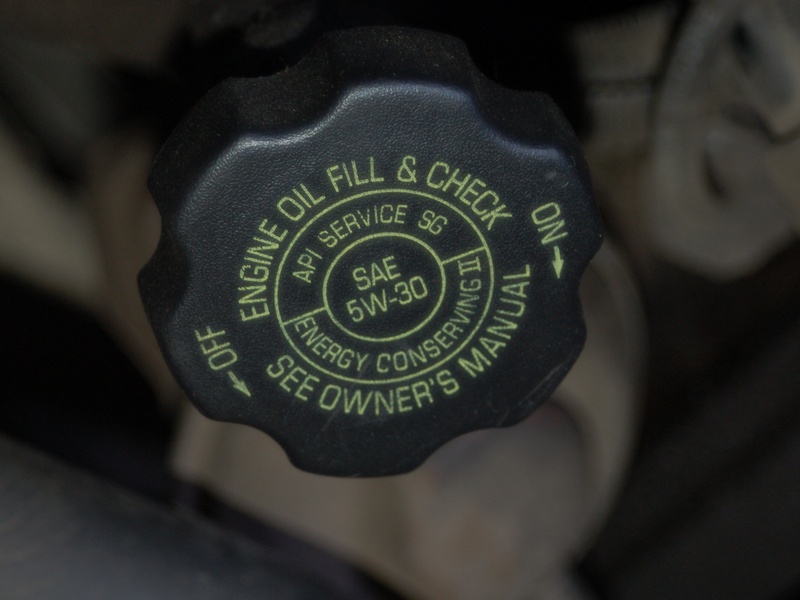 ENGINE OIL FILL & CHECK
ON
API SERVICE SG
SAE
5W-30
ENERGY CONSERVING II
SEE OWNER'S MANUAL
OFF